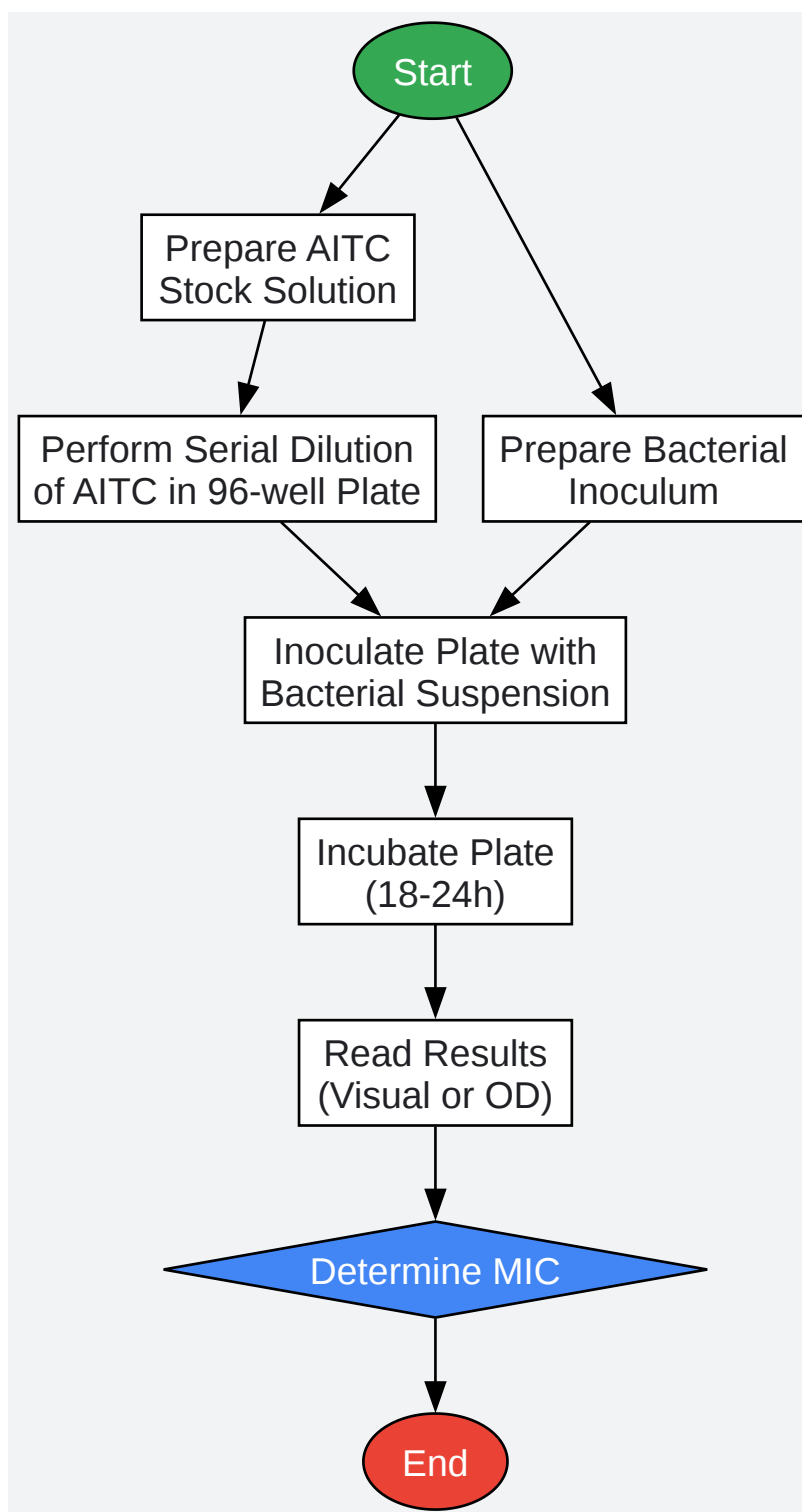 Start
Prepare AITC
Stock Solution
Perform Serial Dilution
of AITC in 96-well Plate
Prepare Bacterial
Inoculum
Inoculate Plate with
Bacterial Suspension
Incubate Plate
(18-24h)
Read Results
(Visual or OD)
Determine MIC
End